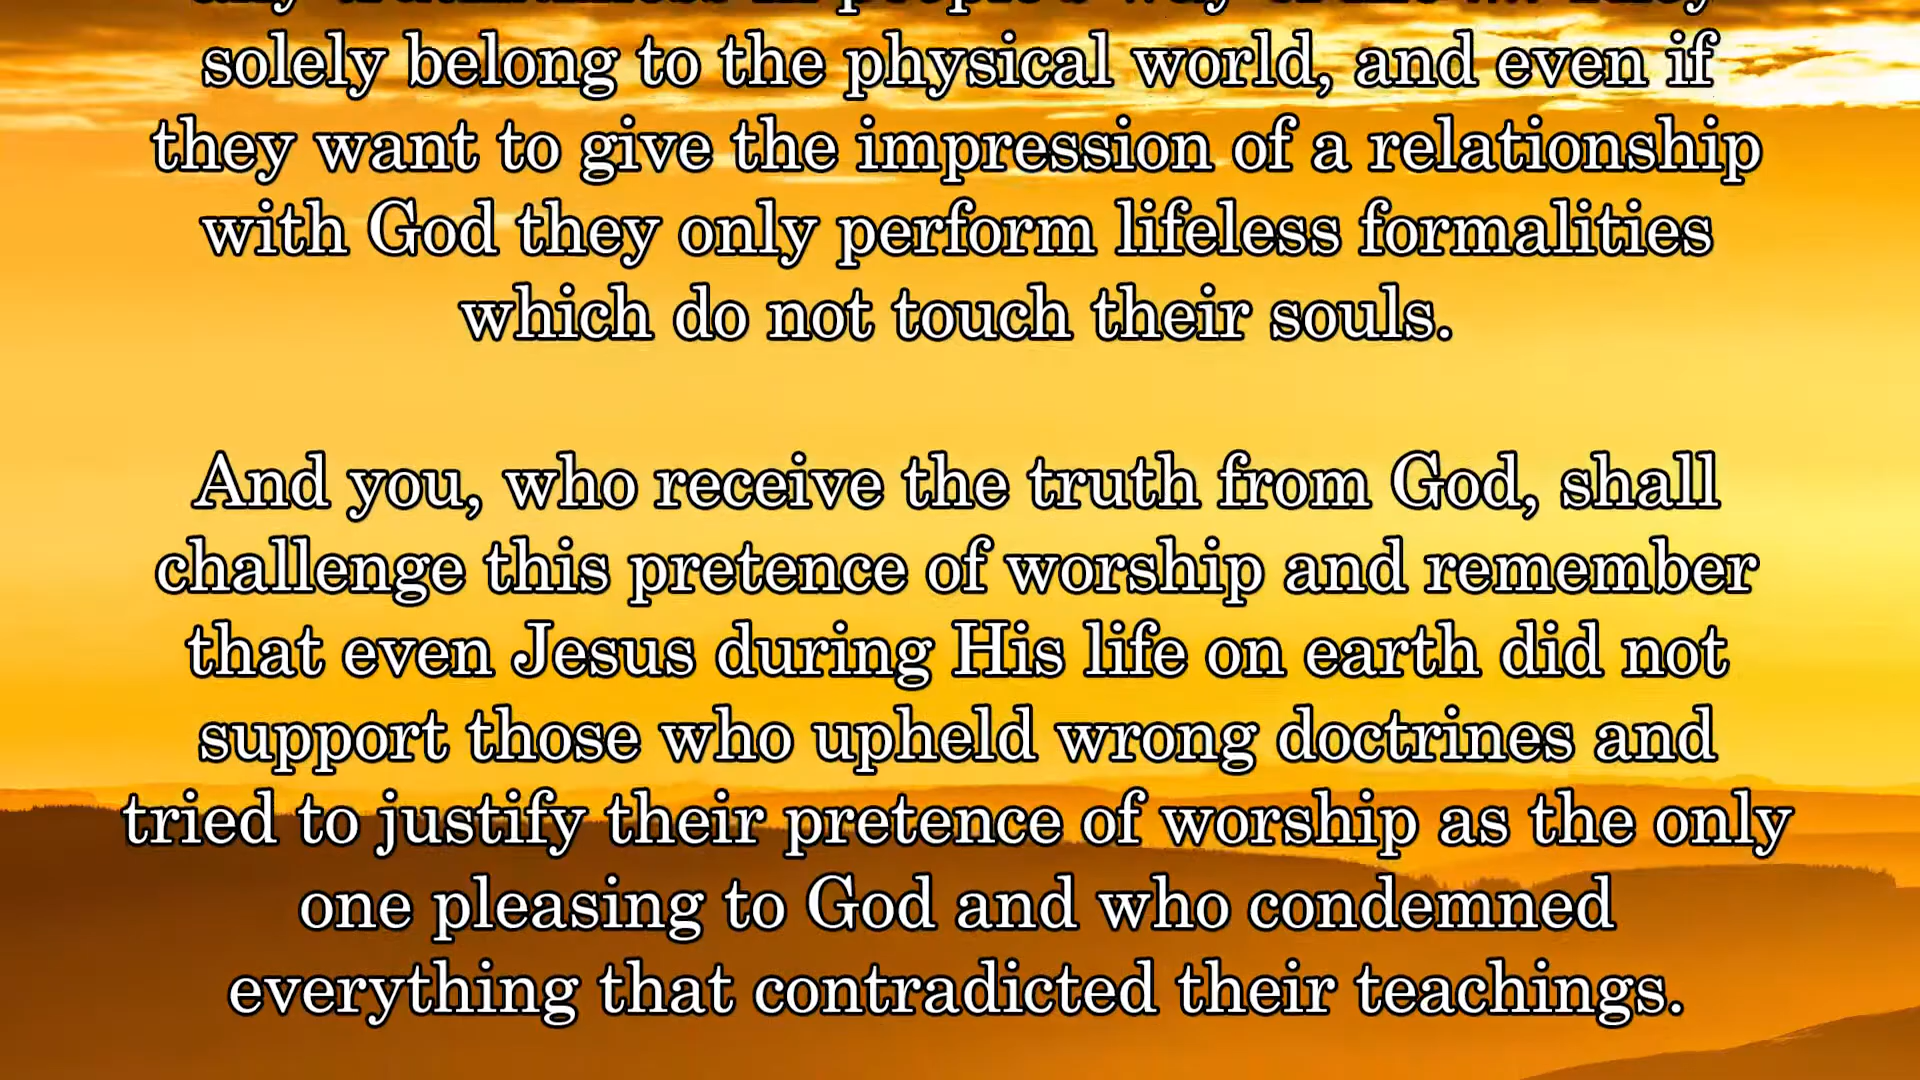 in people's way of
solely belong to the physical world, and even if
they want to give the impression of a relationship
with God they only perform lifeless formalities
which do not touch their souls.
And you, who receive the truth from God, shall
challenge this pretence of worship and remember
that even Jesus during His life on earth did not
support those who upheld wrong doctrines and
tried to justify their pretence of worship as the only
one pleasing to God and who condemned
everything that contradicted their teachings.